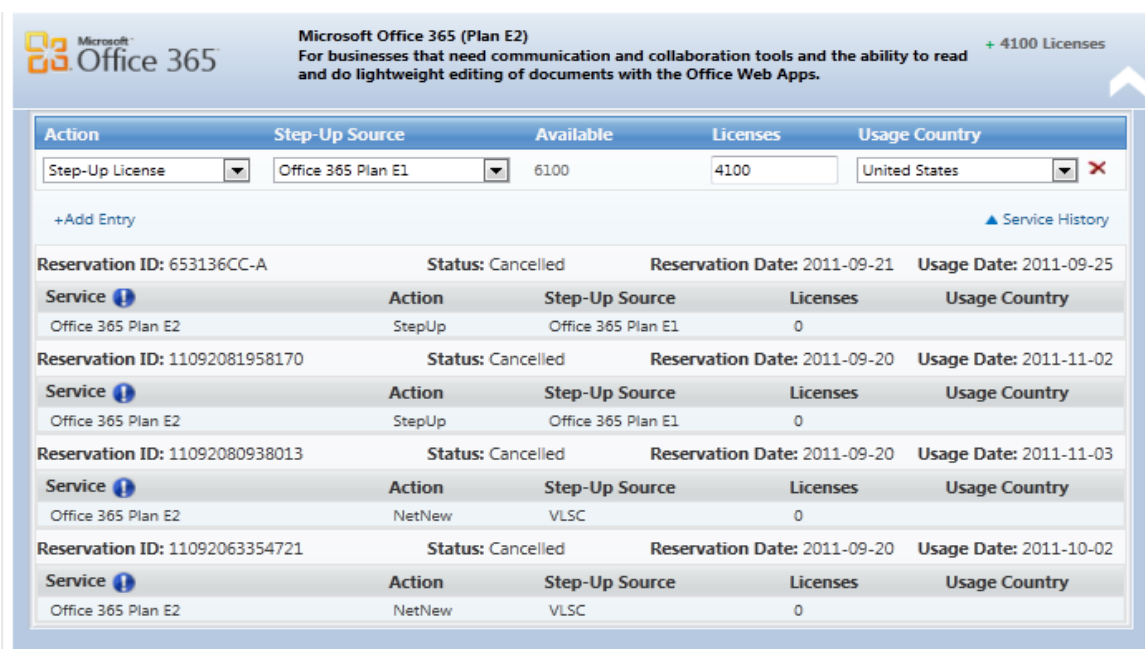 Microsoft Office 365
Microsoft Office 365 (Plan E2)
For businesses that need communication and collaboration tools and the ability to read
and do lightweight editing of documents with the Office Web Apps.
+ 4100 Licenses
Action Step-Up Source Available Licenses Usage Country
Step-Up License Office 365 Plan E1 6100 4100 United States
+Add Entry Service History
Reservation ID: 653136CC-A Status: Cancelled Reservation Date: 2011-09-21 Usage Date: 2011-09-25
Service Action Step-Up Source Licenses Usage Country
Office 365 Plan E2 StepUp Office 365 Plan E1 0
Reservation ID: 11092081958170 Status: Cancelled Reservation Date: 2011-09-20 Usage Date: 2011-11-02
Service Action Step-Up Source Licenses Usage Country
Office 365 Plan E2 StepUp Office 365 Plan E1 0
Reservation ID: 11092080938013 Status: Cancelled Reservation Date: 2011-09-20 Usage Date: 2011-11-03
Service Action Step-Up Source Licenses Usage Country
Office 365 Plan E2 NetNew VLSC 0
Reservation ID: 11092063354721 Status: Cancelled Reservation Date: 2011-09-20 Usage Date: 2011-10-02
Service Action Step-Up Source Licenses Usage Country
Office 365 Plan E2 NetNew VLSC 0